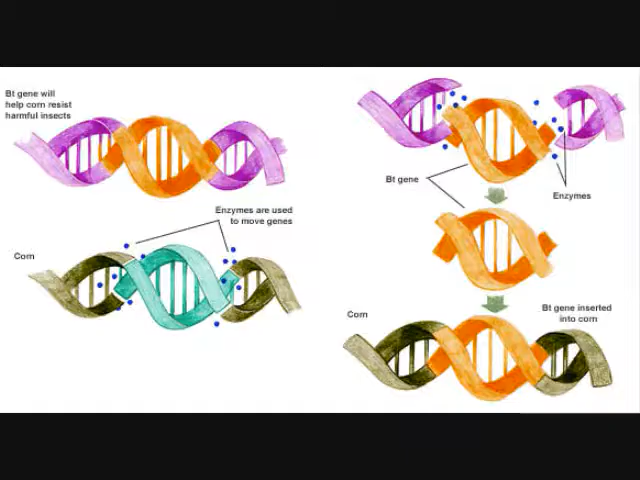 Bt gene will
help corn resist
harmful insects
Enzymes are used
to move genes
Corn
Bt gene
Enzymes
Corn
Bt gene inserted
into corn